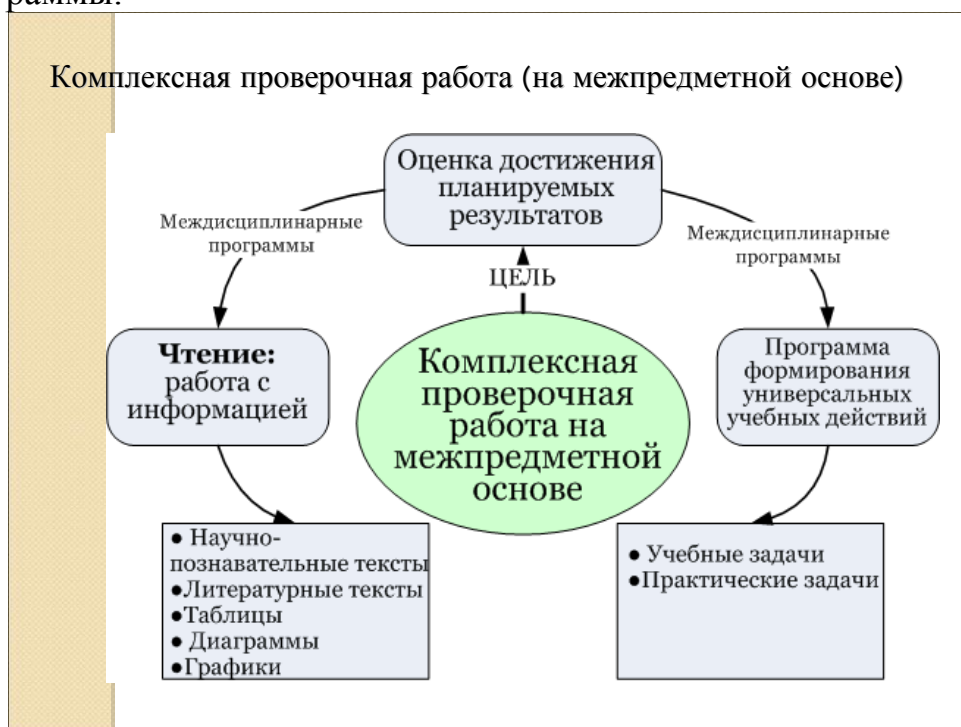 раммы.
Комплексная проверочная работа (на межпредметной основе)
Оценка достижения
планируемых
результатов
Междисциплинарные
программы
Междисциплинарные
программы
ЦЕЛЬ
Чтение:
работа с
информацией
Комплексная
проверочная
работа на
межпредметной
основе
Программа
формирования
универсальных
учебных действий
● Научно-
познавательные тексты
●Литературные тексты
●Таблицы
● Диаграммы
●Графики
● Учебные задачи
●Практические задачи